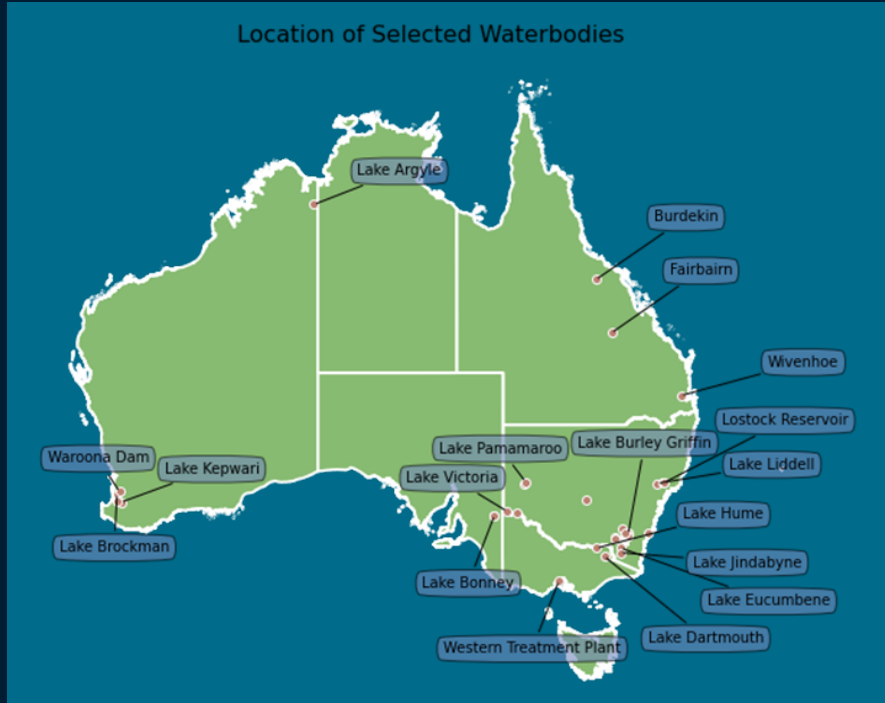 Location of Selected Waterbodies
Lake Argyle
Burdekin
Fairbairn
Wivenhoe
Lostock Reservoir
Lake Burley Griffin
Lake Pamamaroo
Waroona Dam
Lake Kepwari
Lake Liddell
Lake Victoria
Lake Hume
Lake Brockman
Lake Jindabyne
Lake Bonney
Lake Eucumbene
Lake Dartmouth
Western Treatment Plant